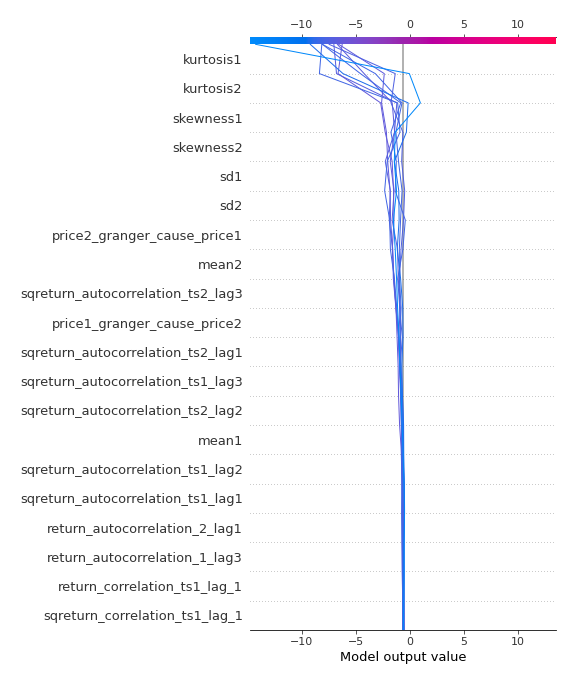 −10 −5 0 5 10
kurtosis1
kurtosis2
skewness1
skewness2
sd1
sd2
price2_granger_cause_price1
mean2
sqreturn_autocorrelation_ts2_lag3
price1_granger_cause_price2
sqreturn_autocorrelation_ts2_lag1
sqreturn_autocorrelation_ts1_lag3
sqreturn_autocorrelation_ts2_lag2
mean1
sqreturn_autocorrelation_ts1_lag2
sqreturn_autocorrelation_ts1_lag1
return_autocorrelation_2_lag1
return_autocorrelation_1_lag3
return_correlation_ts1_lag_1
sqreturn_correlation_ts1_lag_1
−10 −5 0 5 10
Model output value